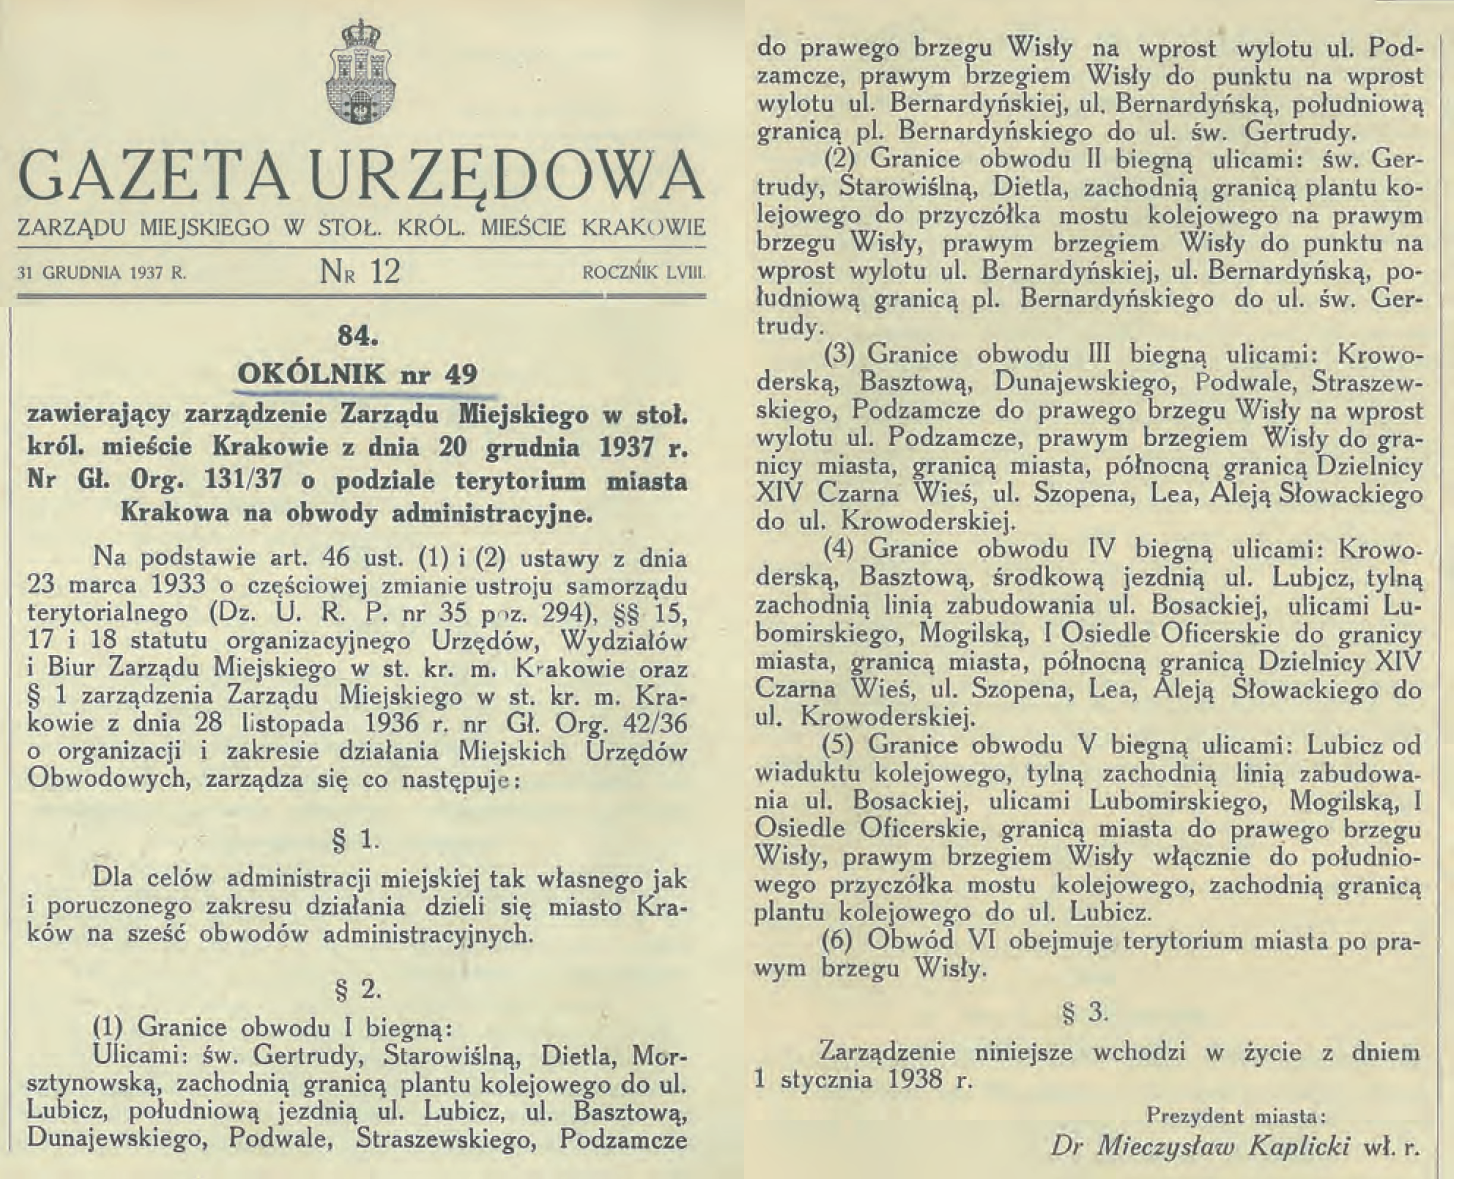 GAZETA URZĘDOWA
ZARZĄDU MIEJSKIEGO W STOŁ. KRÓL. MIEŚCIE KRAKOWIE
31 GRUDNIA 1937 R. NR 12 ROCZNIK LVIII.
84.
OKÓLNIK nr 49
zawierający zarządzenie Zarządu Miejskiego w stoł.
król. mieście Krakowie z dnia 20 grudnia 1937 r.
Nr Gł. Org. 131/37 o podziale terytorium miasta
Krakowa na obwody administracyjne.
Na podstawie art. 46 ust. (1) i (2) ustawy z dnia
23 marca 1933 o częściowej zmianie ustroju samorządu
terytorialnego (Dz. U. R. P. nr 35 poz. 294), §§ 15,
17 i 18 statutu organizacyjnego Urzędów, Wydziałów
i Biur Zarządu Miejskiego w st. kr. m. Krakowie oraz
§ 1 zarządzenia Zarządu Miejskiego w st. kr. m. Kra-
kowie z dnia 28 listopada 1936 r. nr Gł. Org. 42/36
o organizacji i zakresie działania Miejskich Urzędów
Obwodowych, zarządza się co następuje:
§ 1.
Dla celów administracji miejskiej tak własnego jak
i poruczonego zakresu działania dzieli się miasto Kra-
ków na sześć obwodów administracyjnych.
§ 2.
(1) Granice obwodu I biegną:
Ulicami: św. Gertrudy, Starowiślną, Dietla, Mor-
sztynowską, zachodnią granicą plantu kolejowego do ul.
Lubicz, południową jezdnią ul. Lubicz, ul. Basztową,
Dunajewskiego, Podwale, Straszewskiego, Podzamcze
do prawego brzegu Wisły na wprost wylotu ul. Pod-
zamcze, prawym brzegiem Wisły do punktu na wprost
wylotu ul. Bernardyńskiej, ul. Bernardyńską, południową
granicą pl. Bernardyńskiego do ul. św. Gertrudy.
(2) Granice obwodu II biegną ulicami: św. Ger-
trudy, Starowiślną, Dietla, zachodnią granicą plantu ko-
lejowego do przyczółka mostu kolejowego na prawym
brzegu Wisły, prawym brzegiem Wisły do punktu na
wprost wylotu ul. Bernardyńskiej, ul. Bernardyńską, po-
łudniową granicą pl. Bernardyńskiego do ul. św. Ger-
trudy.
(3) Granice obwodu III biegną ulicami: Krowo-
derską, Basztową, Dunajewskiego, Podwale, Straszew-
skiego, Podzamcze do prawego brzegu Wisły na wprost
wylotu ul. Podzamcze, prawym brzegiem Wisły do gra-
nicy miasta, granicą miasta, północną granicą Dzielnicy
XIV Czarna Wieś, ul. Szopena, Lea, Aleją Słowackiego
do ul. Krowoderskiej.
(4) Granice obwodu IV biegną ulicami: Krowo-
derską, Basztową, środkową jezdnią ul. Lubicz, tylną
zachodnią linią zabudowania ul. Bosackiej, ulicami Lu-
bomirskiego, Mogilską, I Osiedle Oficerskie do granicy
miasta, granicą miasta, północną granicą Dzielnicy XIV
Czarna Wieś, ul. Szopena, Lea, Aleją Słowackiego do
ul. Krowoderskiej.
(5) Granice obwodu V biegną ulicami: Lubicz od
wiaduktu kolejowego, tylną zachodnią linią zabudowa-
nia ul. Bosackiej, ulicami Lubomirskiego, Mogilską, I
Osiedle Oficerskie, granicą miasta do prawego brzegu
Wisły, prawym brzegiem Wisły włącznie do południo-
wego przyczółka mostu kolejowego, zachodnią granicą
plantu kolejowego do ul. Lubicz.
(6) Obwód VI obejmuje terytorium miasta po pra-
wym brzegu Wisły.
§ 3.
Zarządzenie niniejsze wchodzi w życie z dniem
1 stycznia 1938 r.
Prezydent miasta:
Dr Mieczysław Kaplicki wł. r.